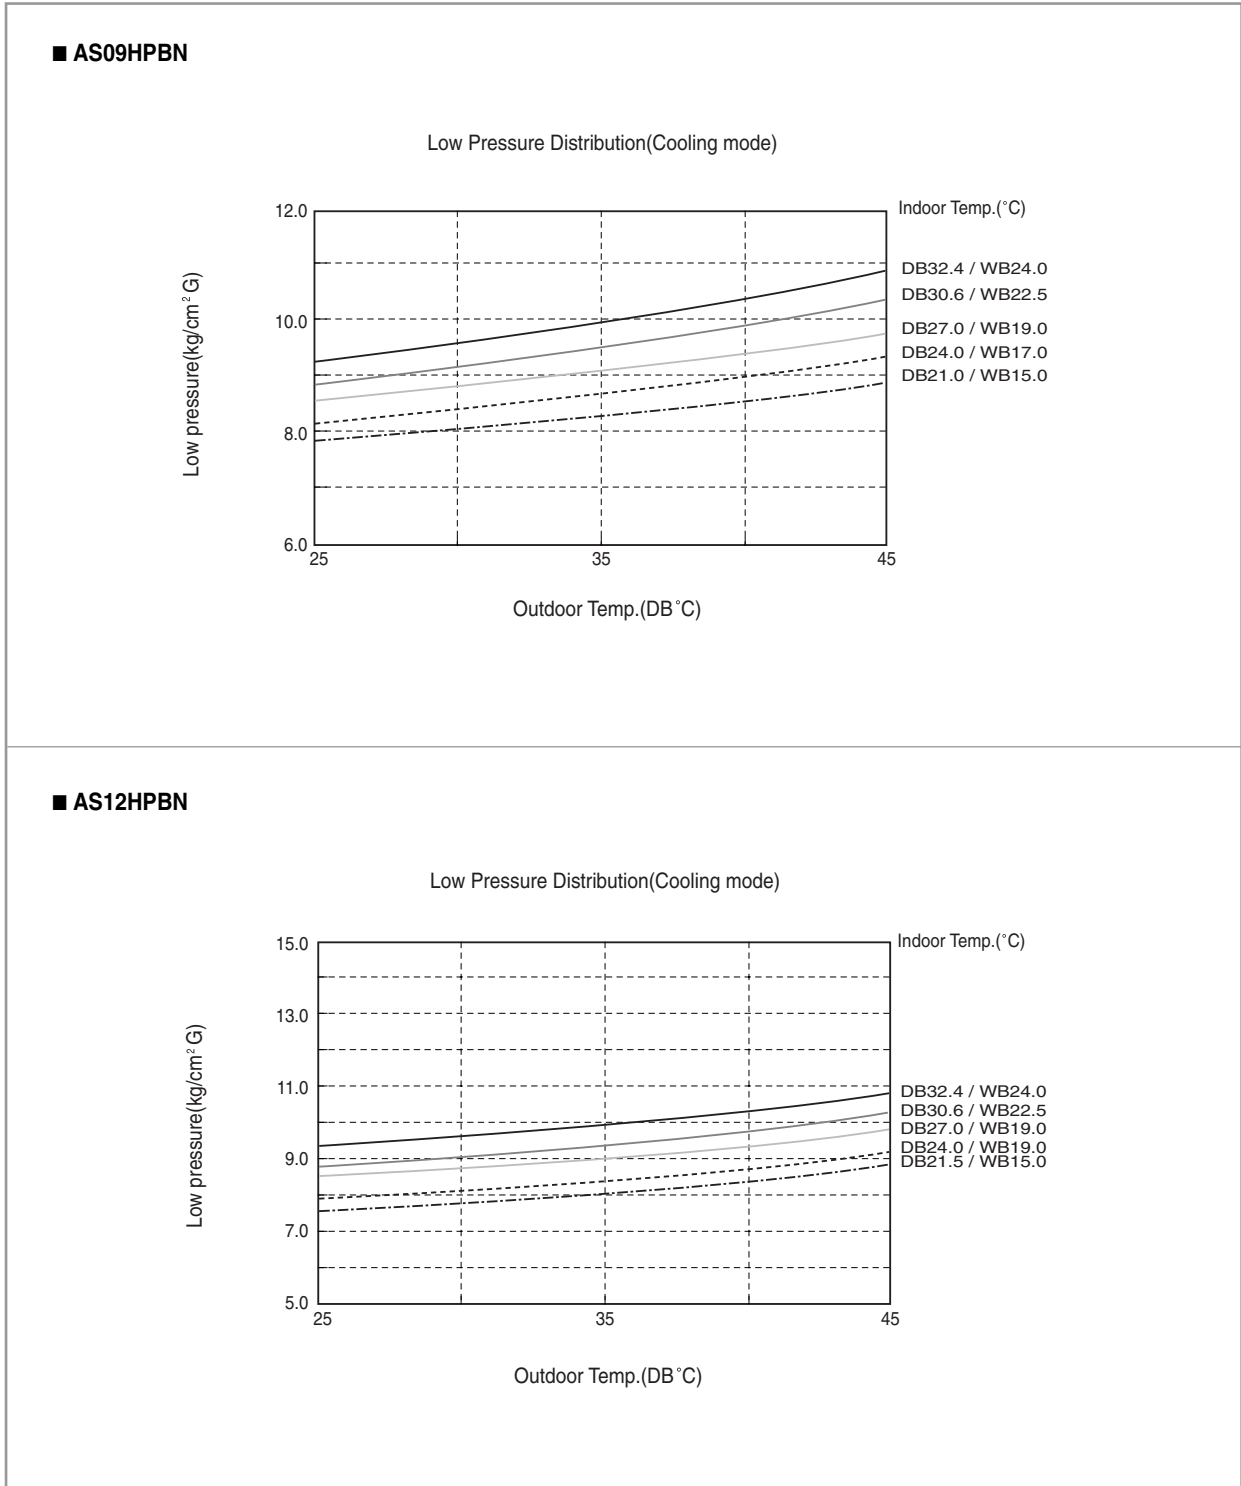 ■ AS09HPBN
Low Pressure Distribution(Cooling mode)
Low pressure(kg/cm² G)
12.0
10.0
8.0
6.0
25
35
45
Outdoor Temp.(DB˚C)
Indoor Temp.(˚C)
DB32.4 / WB24.0
DB30.6 / WB22.5
DB27.0 / WB19.0
DB24.0 / WB17.0
DB21.0 / WB15.0
■ AS12HPBN
Low Pressure Distribution(Cooling mode)
Low pressure(kg/cm² G)
15.0
13.0
11.0
9.0
7.0
5.0
25
35
45
Outdoor Temp.(DB˚C)
Indoor Temp.(˚C)
DB32.4 / WB24.0
DB30.6 / WB22.5
DB27.0 / WB19.0
DB24.0 / WB19.0
DB21.5 / WB15.0